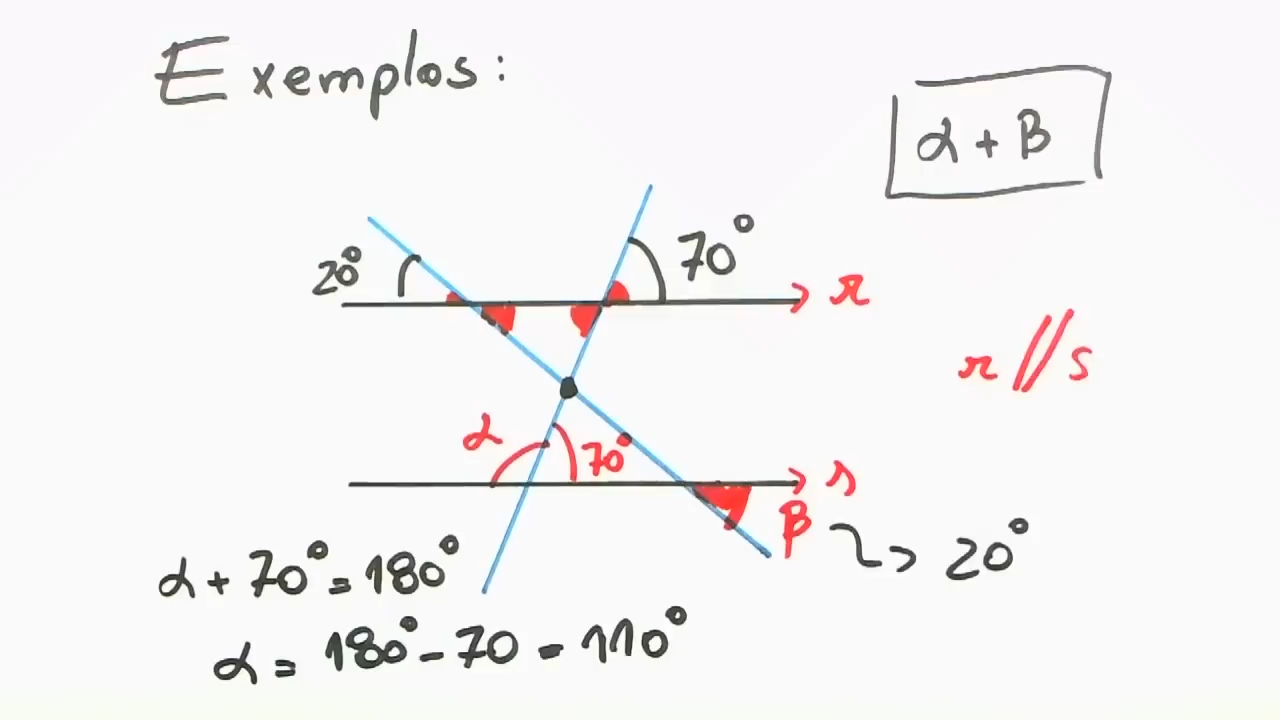 Exemplos:
α + β
20°
70°
r
r // s
α
70°
s
β
20°
α + 70° = 180°
α = 180° - 70 = 110°